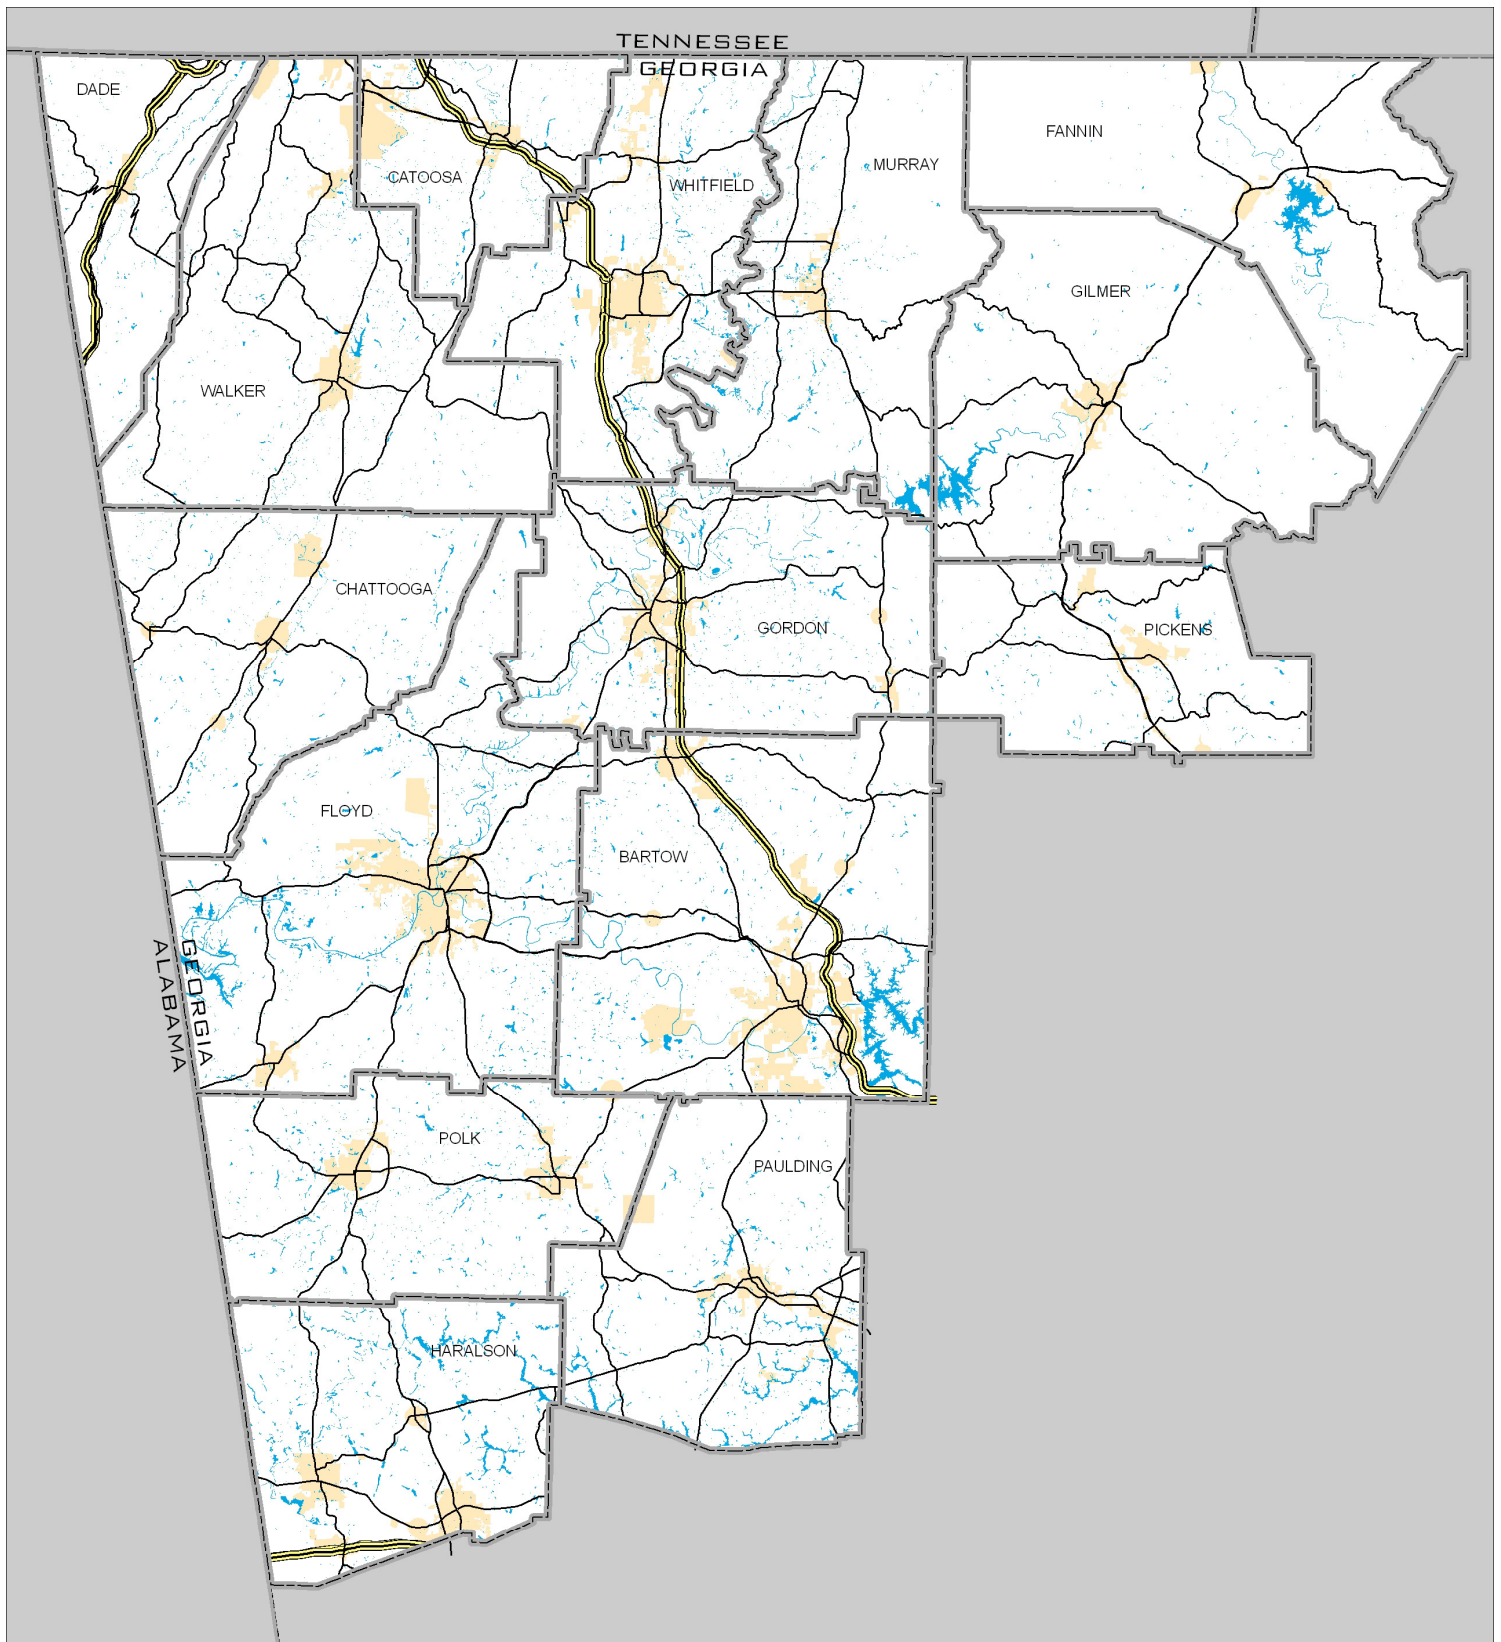 TENNESSEE
GEORGIA
DADE
FANNIN
MURRAY
CATOOSA
WHITFIELD
GILMER
WALKER
CHATTOOGA
GORDON
PICKENS
FLOYD
BARTOW
GEORGIA
ALABAMA
POLK
PAULDING
HARALSON